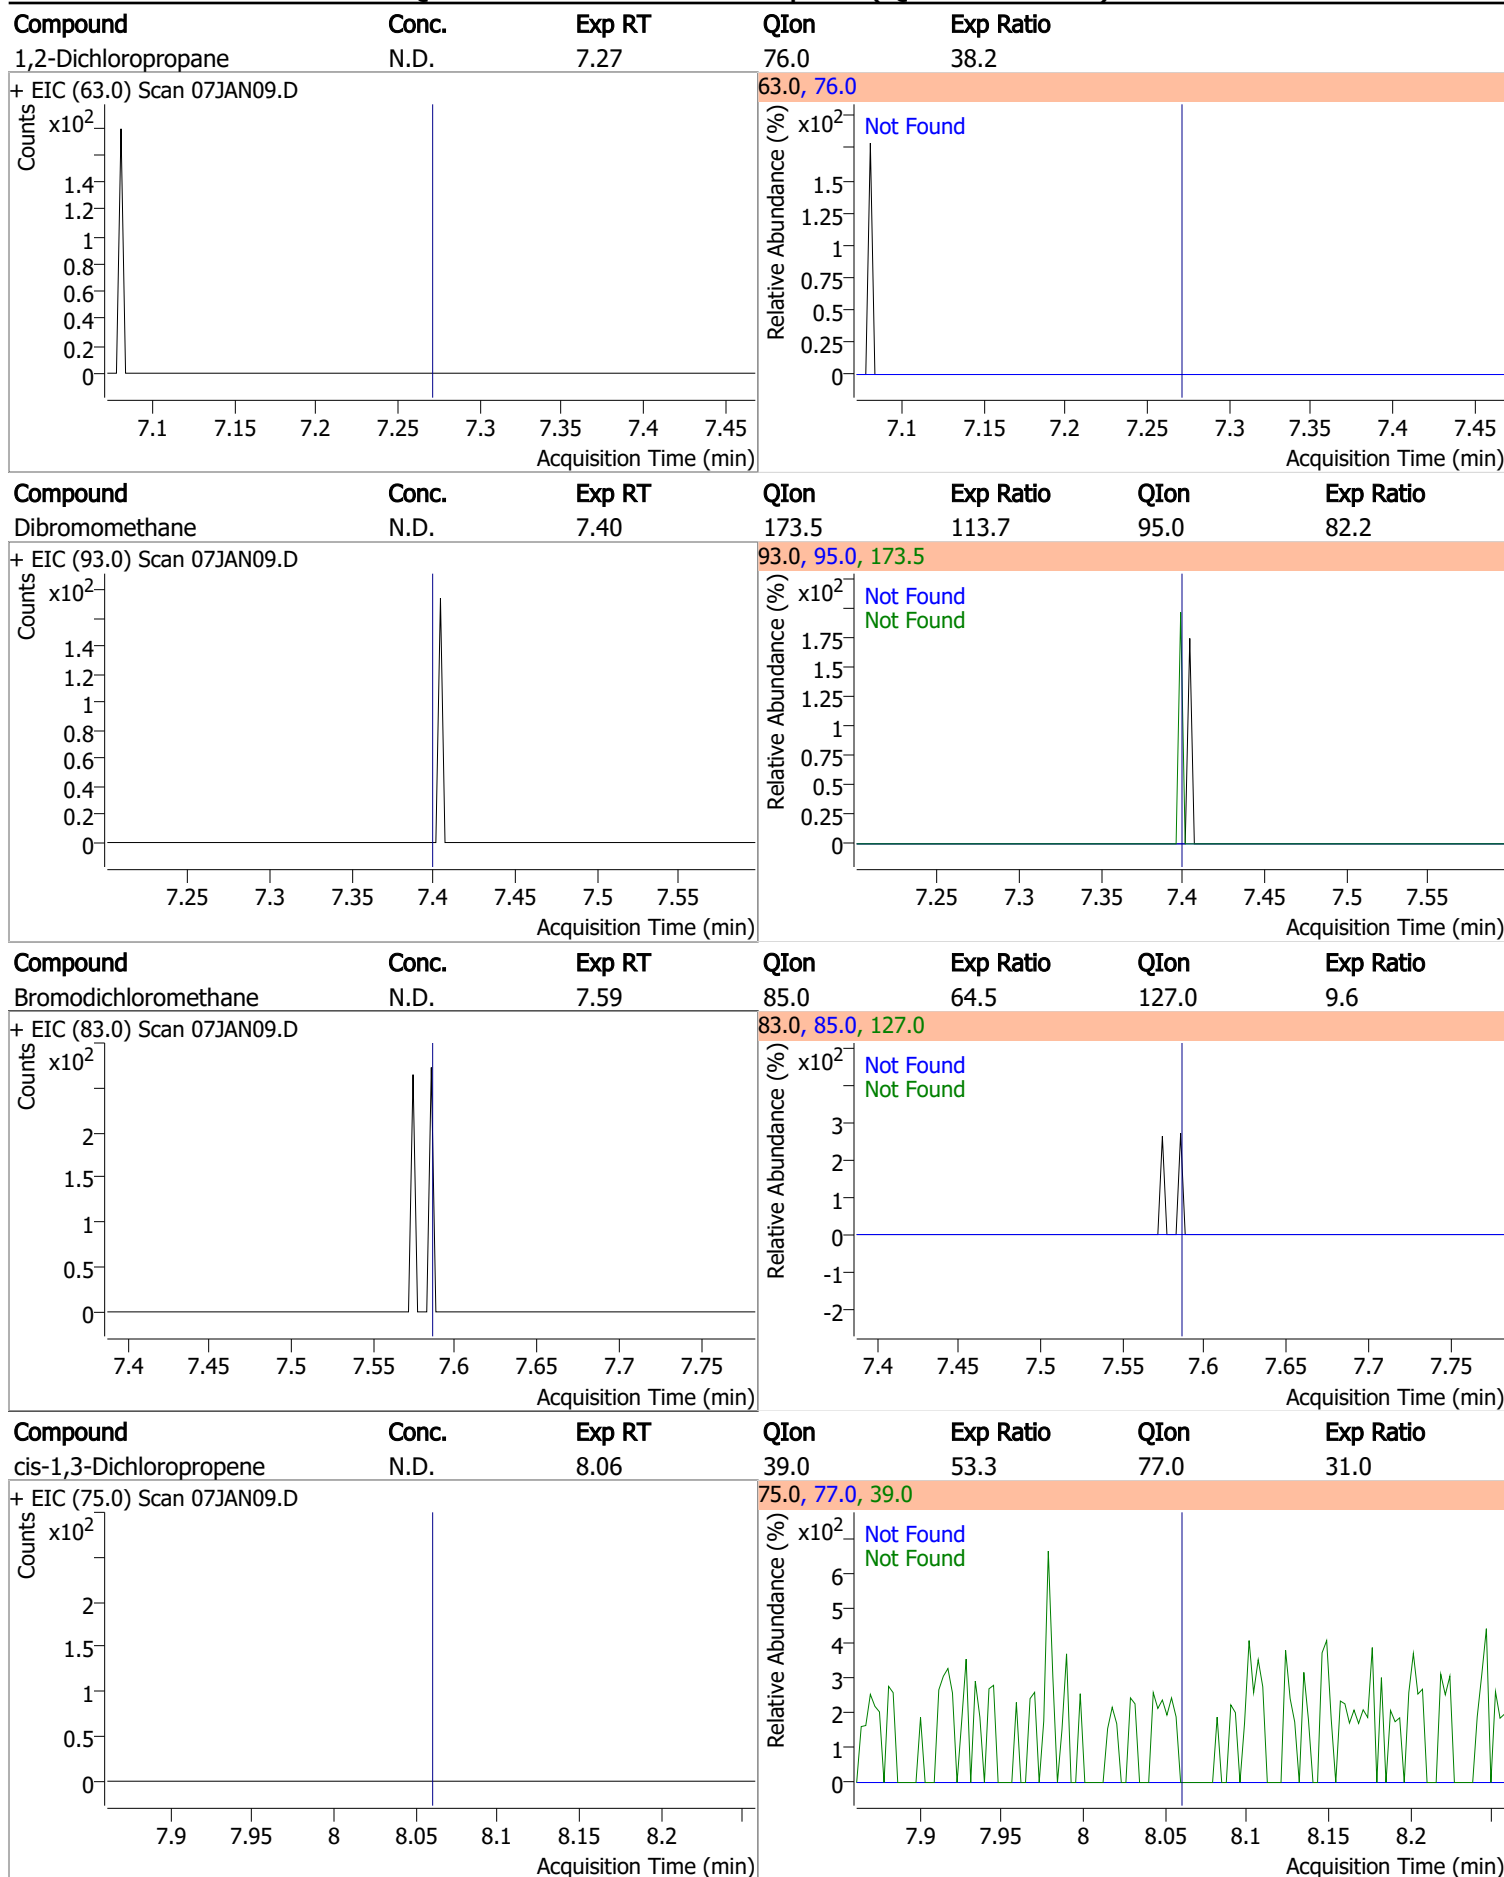 Compound Conc. Exp RT QIon Exp Ratio
1,2-Dichloropropane N.D. 7.27 76.0 38.2
+ EIC (63.0) Scan 07JAN09.D 63.0, 76.0
Counts
x10²
1.4
1.2
1
0.8
0.6
0.4
0.2
0
7.1 7.15 7.2 7.25 7.3 7.35 7.4 7.45
Acquisition Time (min)
Relative Abundance (%)
x10²
Not Found
1.5
1.25
1
0.75
0.5
0.25
0
7.1 7.15 7.2 7.25 7.3 7.35 7.4 7.45
Acquisition Time (min)
Compound Conc. Exp RT QIon Exp Ratio QIon Exp Ratio
Dibromomethane N.D. 7.40 173.5 113.7 95.0 82.2
+ EIC (93.0) Scan 07JAN09.D 93.0, 95.0, 173.5
Counts
x10²
1.4
1.2
1
0.8
0.6
0.4
0.2
0
7.25 7.3 7.35 7.4 7.45 7.5 7.55
Acquisition Time (min)
Relative Abundance (%)
x10²
Not Found
Not Found
1.75
1.5
1.25
1
0.75
0.5
0.25
0
7.25 7.3 7.35 7.4 7.45 7.5 7.55
Acquisition Time (min)
Compound Conc. Exp RT QIon Exp Ratio QIon Exp Ratio
Bromodichloromethane N.D. 7.59 85.0 64.5 127.0 9.6
+ EIC (83.0) Scan 07JAN09.D 83.0, 85.0, 127.0
Counts
x10²
2
1.5
1
0.5
0
7.4 7.45 7.5 7.55 7.6 7.65 7.7 7.75
Acquisition Time (min)
Relative Abundance (%)
x10²
Not Found
Not Found
3
2
1
0
-1
-2
7.4 7.45 7.5 7.55 7.6 7.65 7.7 7.75
Acquisition Time (min)
Compound Conc. Exp RT QIon Exp Ratio QIon Exp Ratio
cis-1,3-Dichloropropene N.D. 8.06 39.0 53.3 77.0 31.0
+ EIC (75.0) Scan 07JAN09.D 75.0, 77.0, 39.0
Counts
x10²
2
1.5
1
0.5
0
7.9 7.95 8 8.05 8.1 8.15 8.2
Acquisition Time (min)
Relative Abundance (%)
x10²
Not Found
Not Found
6
5
4
3
2
1
0
7.9 7.95 8 8.05 8.1 8.15 8.2
Acquisition Time (min)